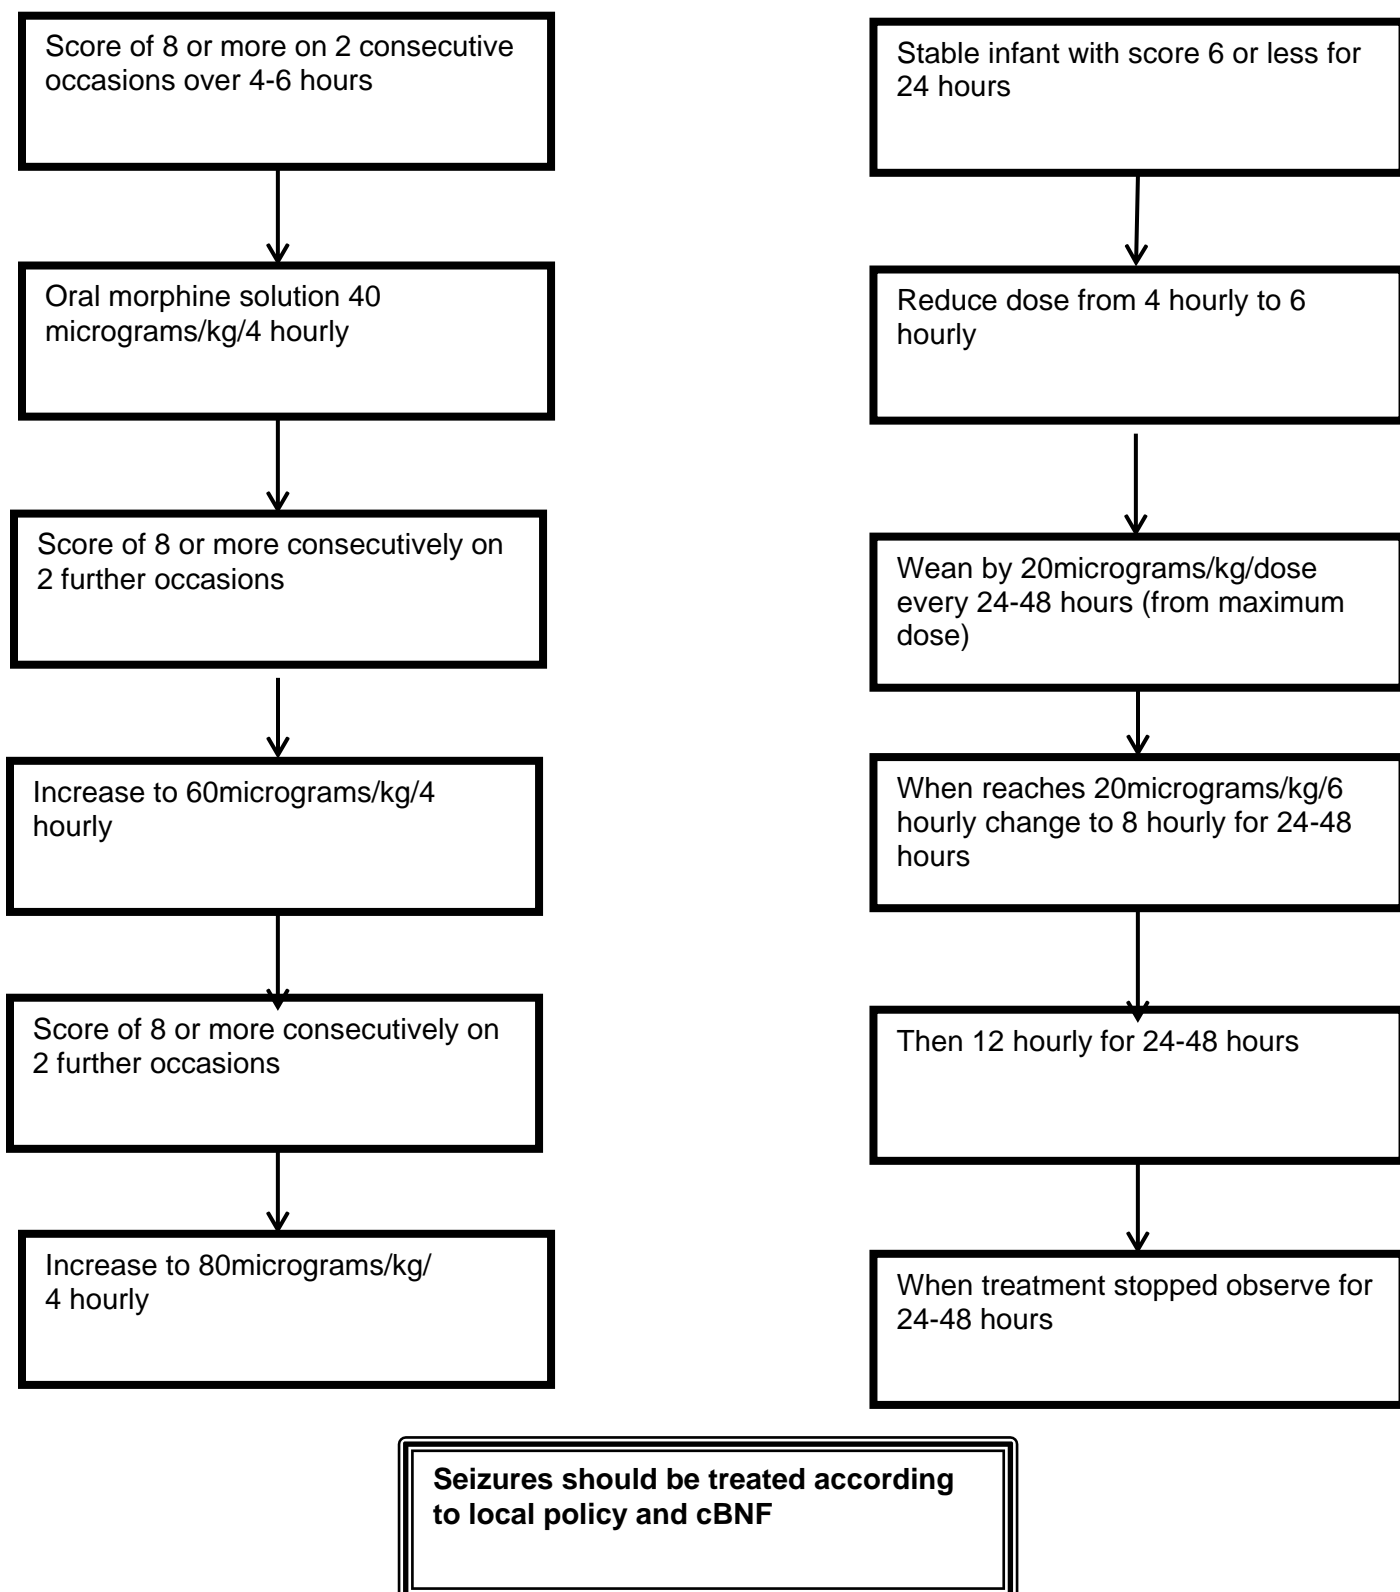 Score of 8 or more on 2 consecutive
occasions over 4-6 hours
Oral morphine solution 40
micrograms/kg/4 hourly
Score of 8 or more consecutively on
2 further occasions
Increase to 60micrograms/kg/4
hourly
Score of 8 or more consecutively on
2 further occasions
Increase to 80micrograms/kg/
4 hourly
Stable infant with score 6 or less for
24 hours
Reduce dose from 4 hourly to 6
hourly
Wean by 20micrograms/kg/dose
every 24-48 hours (from maximum
dose)
When reaches 20micrograms/kg/6
hourly change to 8 hourly for 24-48
hours
Then 12 hourly for 24-48 hours
When treatment stopped observe for
24-48 hours
Seizures should be treated according
to local policy and cBNF